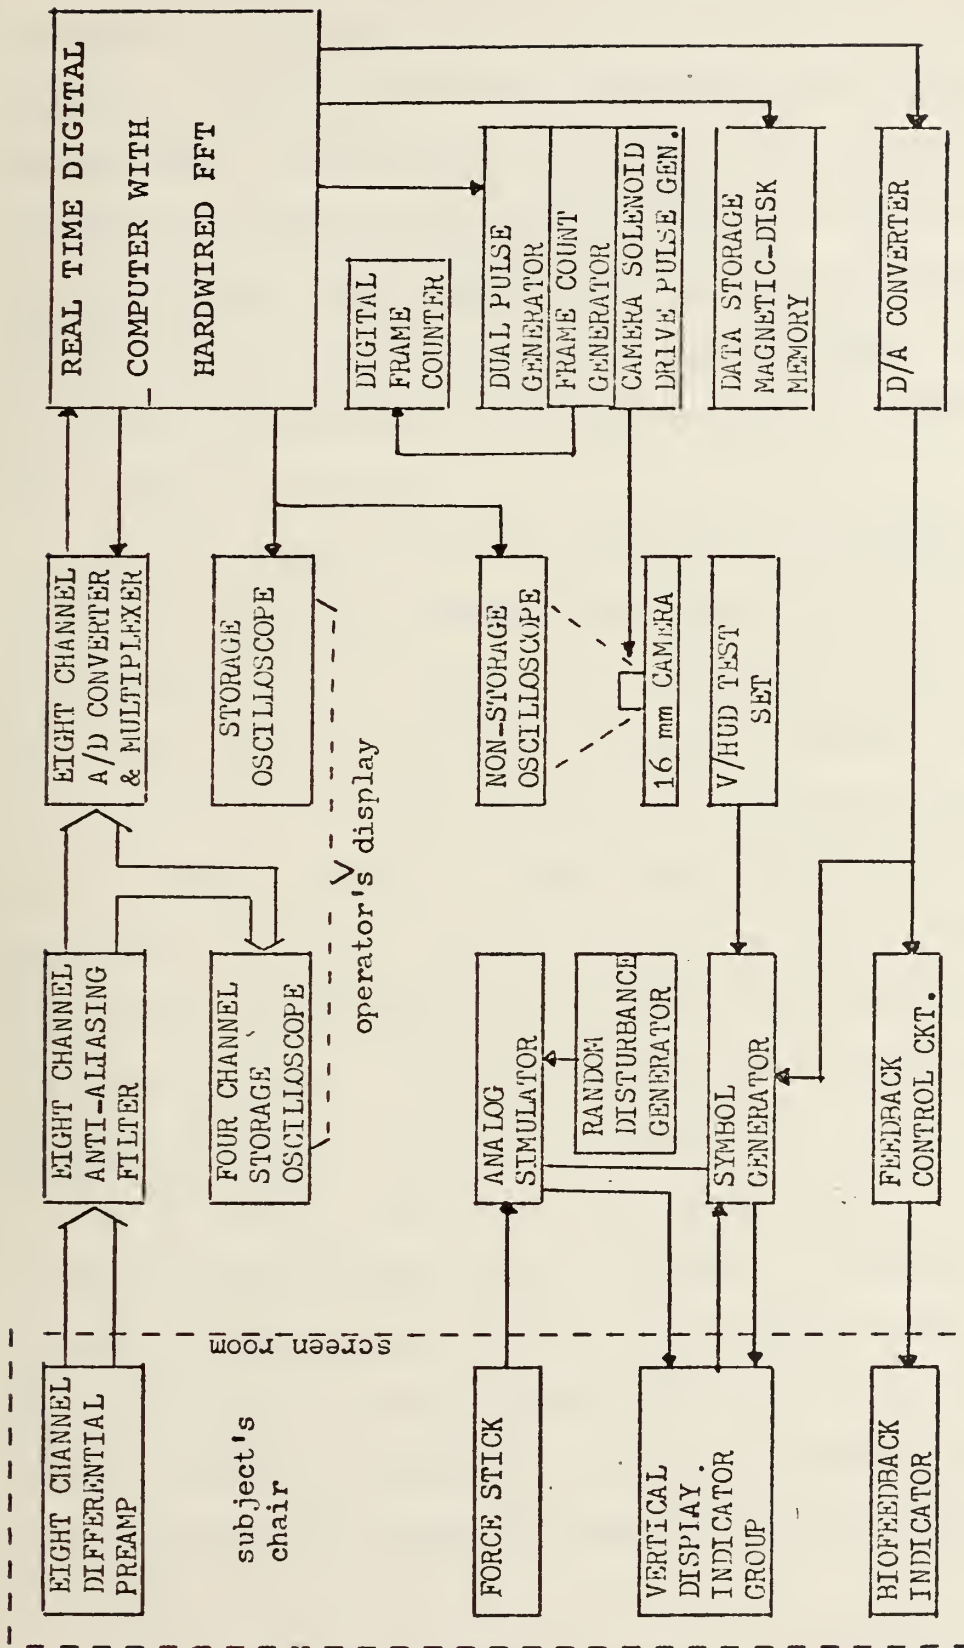 EIGHT CHANNEL
DIFFERENTIAL
PREAMP
EIGHT CHANNEL
ANTI-ALIASING
FILTER
EIGHT CHANNEL
A/D CONVERTER
& MULTIPLEXER
REAL TIME DIGITAL
COMPUTER WITH
HARDWIRED FFT
subject's
chair
screen room
FOUR CHANNEL
STORAGE
OSCILLOSCOPE
STORAGE
OSCILLOSCOPE
operator's display
DIGITAL
FRAME
COUNTER
FORCE STICK
ANALOG
SIMULATOR
RANDOM
DISTURBANCE
GENERATOR
NON-STORAGE
OSCILLOSCOPE
16 mm CAMERA
DUAL PULSE
GENERATOR
FRAME COUNT
GENERATOR
CAMERA SOLENOID
DRIVE PULSE GEN.
VERTICAL
DISPLAY.
INDICATOR
GROUP
SYMBOL
GENERATOR
V/HUD TEST
SET
DATA STORAGE
MAGNETIC-DISK
MEMORY
BIOFEEDBACK
INDICATOR
FEEDBACK
CONTROL CKT.
D/A CONVERTER